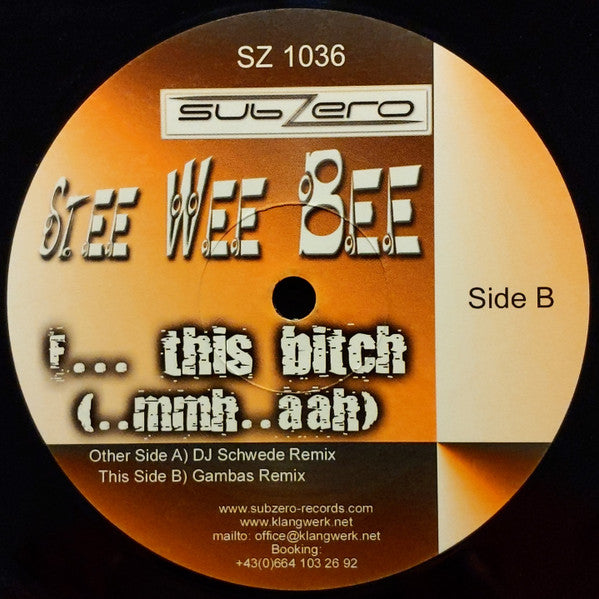 SZ 1036
SubZero
Stee Wee Bee
Side B
F... this bitch
(..mmh..aah)
Other Side A) DJ Schwede Remix
This Side B) Gambas Remix
www.subzero-records.com
www.klangwerk.net
mailto: office@klangwerk.net
Booking:
+43(0)664 103 26 92